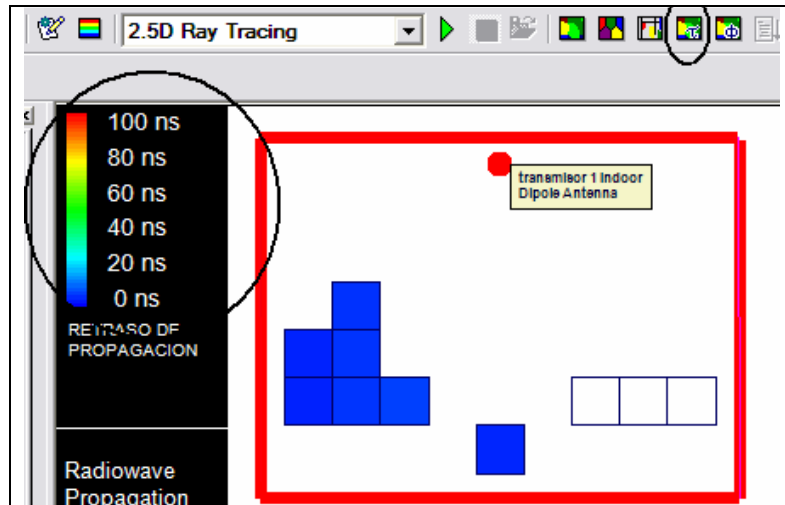 2.5D Ray Tracing
100 ns
80 ns
60 ns
40 ns
20 ns
0 ns
RETRASO DE
PROPAGACION
transmisor 1 Indoor
Dipole Antenna
Radiowave
Propagation